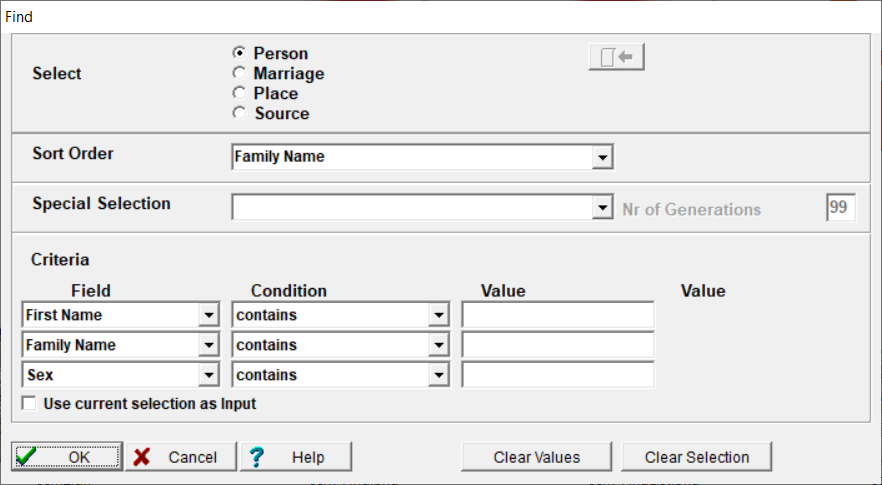 Find
Select
Person
Marriage
Place
Source
Sort Order
Family Name
Special Selection
Nr of Generations
99
Criteria
Field Condition Value Value
First Name contains
Family Name contains
Sex contains
Use current selection as Input
OK Cancel ? Help Clear Values Clear Selection